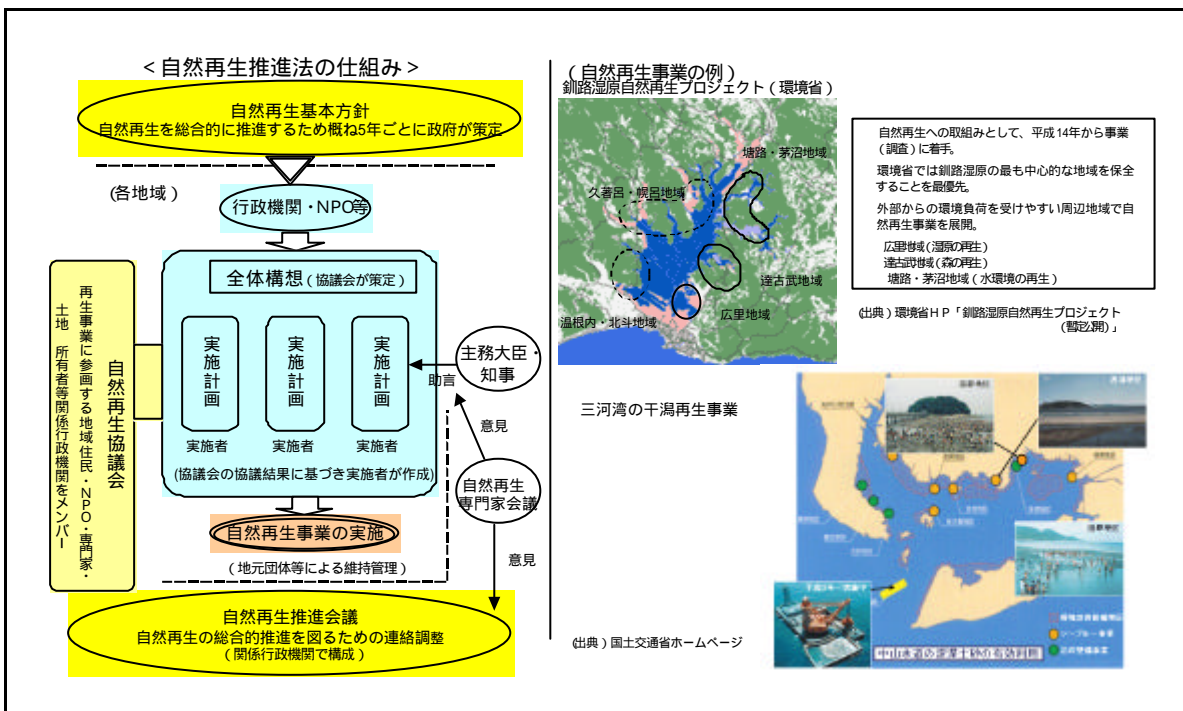 <自然再生推進法の仕組み>
自然再生基本方針
自然再生を総合的に推進するため概ね5年ごとに政府が策定
(各地域)
行政機関・NPO等
全体構想(協議会が策定)
実施計画
実施計画
実施計画
実施者
実施者
実施者
(協議会の協議結果に基づき実施者が作成)
自然再生協議会
再生事業に参画する地域住民・NPO・専門家・
土地 所有者等関係行政機関をメンバー
主務大臣・
知事
助言
意見
自然再生
専門家会議
意見
自然再生事業の実施
(地元団体等による維持管理)
自然再生推進会議
自然再生の総合的推進を図るための連絡調整
(関係行政機関で構成)
(自然再生事業の例)
釧路湿原自然再生プロジェクト(環境省)
塘路・茅沼地域
久著呂・幌呂地域
達古武地域
広里地域
温根内・北斗地域
自然再生への取組みとして、平成14年から事業
(調査)に着手。
環境省では釧路湿原の最も中心的な地域を保全
することを最優先。
外部からの環境負荷を受けやすい周辺地域で自
然再生事業を展開。
広里地域(湿原の再生)
達古武地域(森の再生)
塘路・茅沼地域(水環境の再生)
(出典)環境省HP「釧路湿原自然再生プロジェクト
(暫定公開)」
三河湾の干潟再生事業
中山水道の浚渫土砂の有効利用
(出典)国土交通省ホームページ